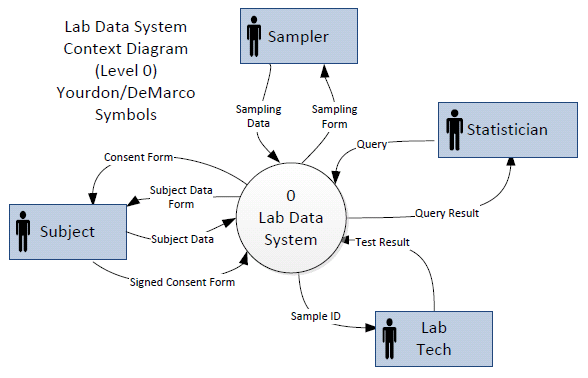 Lab Data System
Context Diagram
(Level 0)
Yourdon/DeMarco
Symbols
Sampler
Sampling
Data
Sampling
Form
Statistician
Query
Consent Form
Subject Data
Form
0
Lab Data
System
Subject
Subject Data
Query Result
Test Result
Signed Consent Form
Sample ID
Lab
Tech